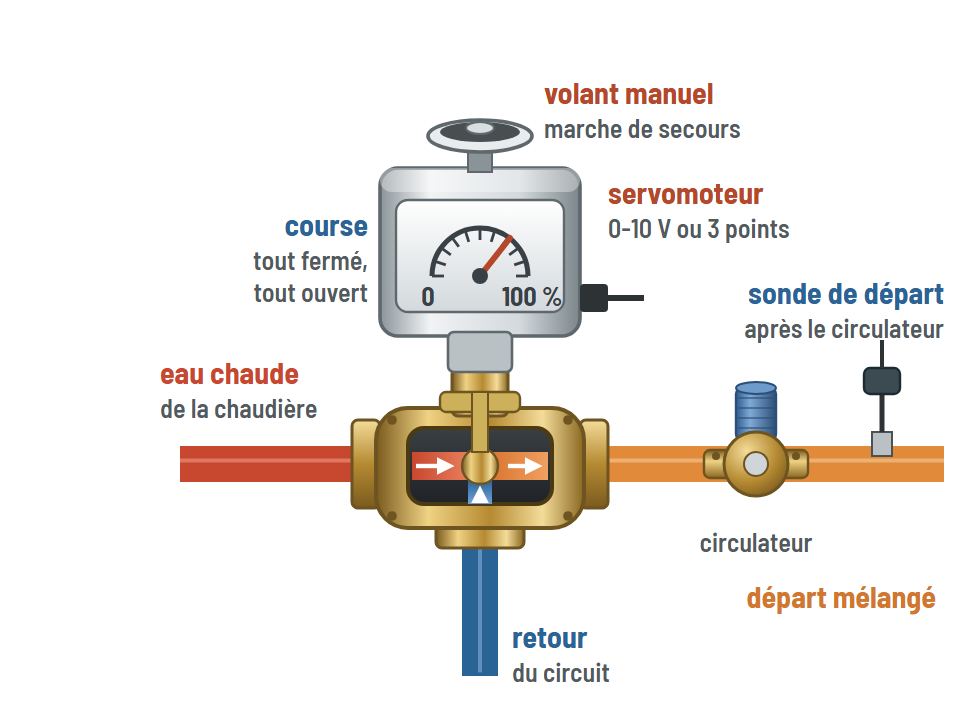 volant manuel
marche de secours
servomoteur
0-10 V ou 3 points
course
tout fermé,
tout ouvert
0
100 %
sonde de départ
après le circulateur
eau chaude
de la chaudière
circulateur
départ mélangé
retour
du circuit